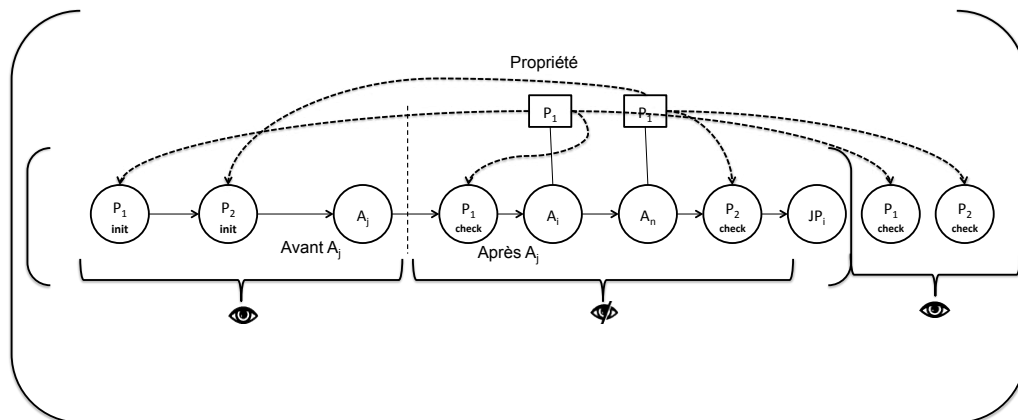 Propriété
P1
P1
P1
init
P2
init
Aj
P1
check
Ai
An
P2
check
JPi
P1
check
P2
check
Avant Aj
Après Aj